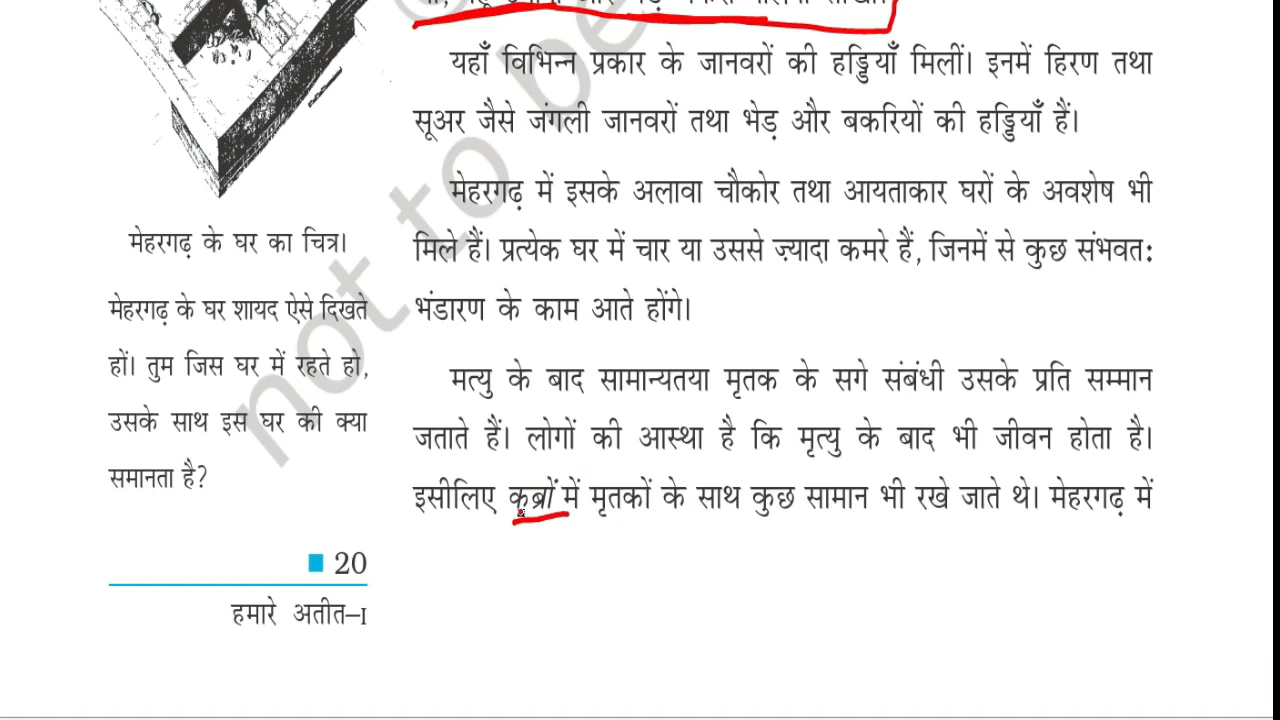 यहाँ विभिन्न प्रकार के जानवरों की हड्डियाँ मिलीं। इनमें हिरण तथा
सूअर जैसे जंगली जानवरों तथा भेड़ और बकरियों की हड्डियाँ हैं।
मेहरगढ़ में इसके अलावा चौकोर तथा आयताकार घरों के अवशेष भी
मिले हैं। प्रत्येक घर में चार या उससे ज़्यादा कमरे हैं, जिनमें से कुछ संभवतः
भंडारण के काम आते होंगे।
मत्यु के बाद सामान्यतया मृतक के सगे संबंधी उसके प्रति सम्मान
जताते हैं। लोगों की आस्था है कि मृत्यु के बाद भी जीवन होता है।
इसीलिए क़ब्रों में मृतकों के साथ कुछ सामान भी रखे जाते थे। मेहरगढ़ में
मेहरगढ़ के घर का चित्र।
मेहरगढ़ के घर शायद ऐसे दिखते
हों। तुम जिस घर में रहते हो,
उसके साथ इस घर की क्या
समानता है?
20
हमारे अतीत–I
not to be